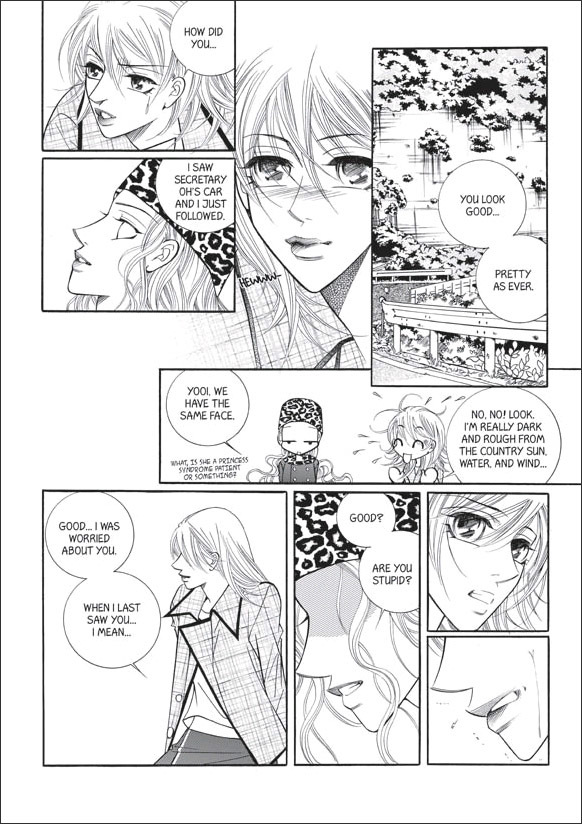 HOW DID
YOU...
I SAW
SECRETARY
OH'S CAR
AND I JUST
FOLLOWED.
HEWWW~
YOU LOOK
GOOD...
PRETTY
AS EVER.
YOOI, WE
HAVE THE
SAME FACE.
WHAT, IS SHE A PRINCESS
SYNDROME PATIENT
OR SOMETHING?
NO, NO! LOOK.
I'M REALLY DARK
AND ROUGH FROM
THE COUNTRY SUN,
WATER, AND WIND...
GOOD... I WAS
WORRIED
ABOUT YOU.
WHEN I LAST
SAW YOU...
I MEAN...
GOOD?
ARE YOU
STUPID?